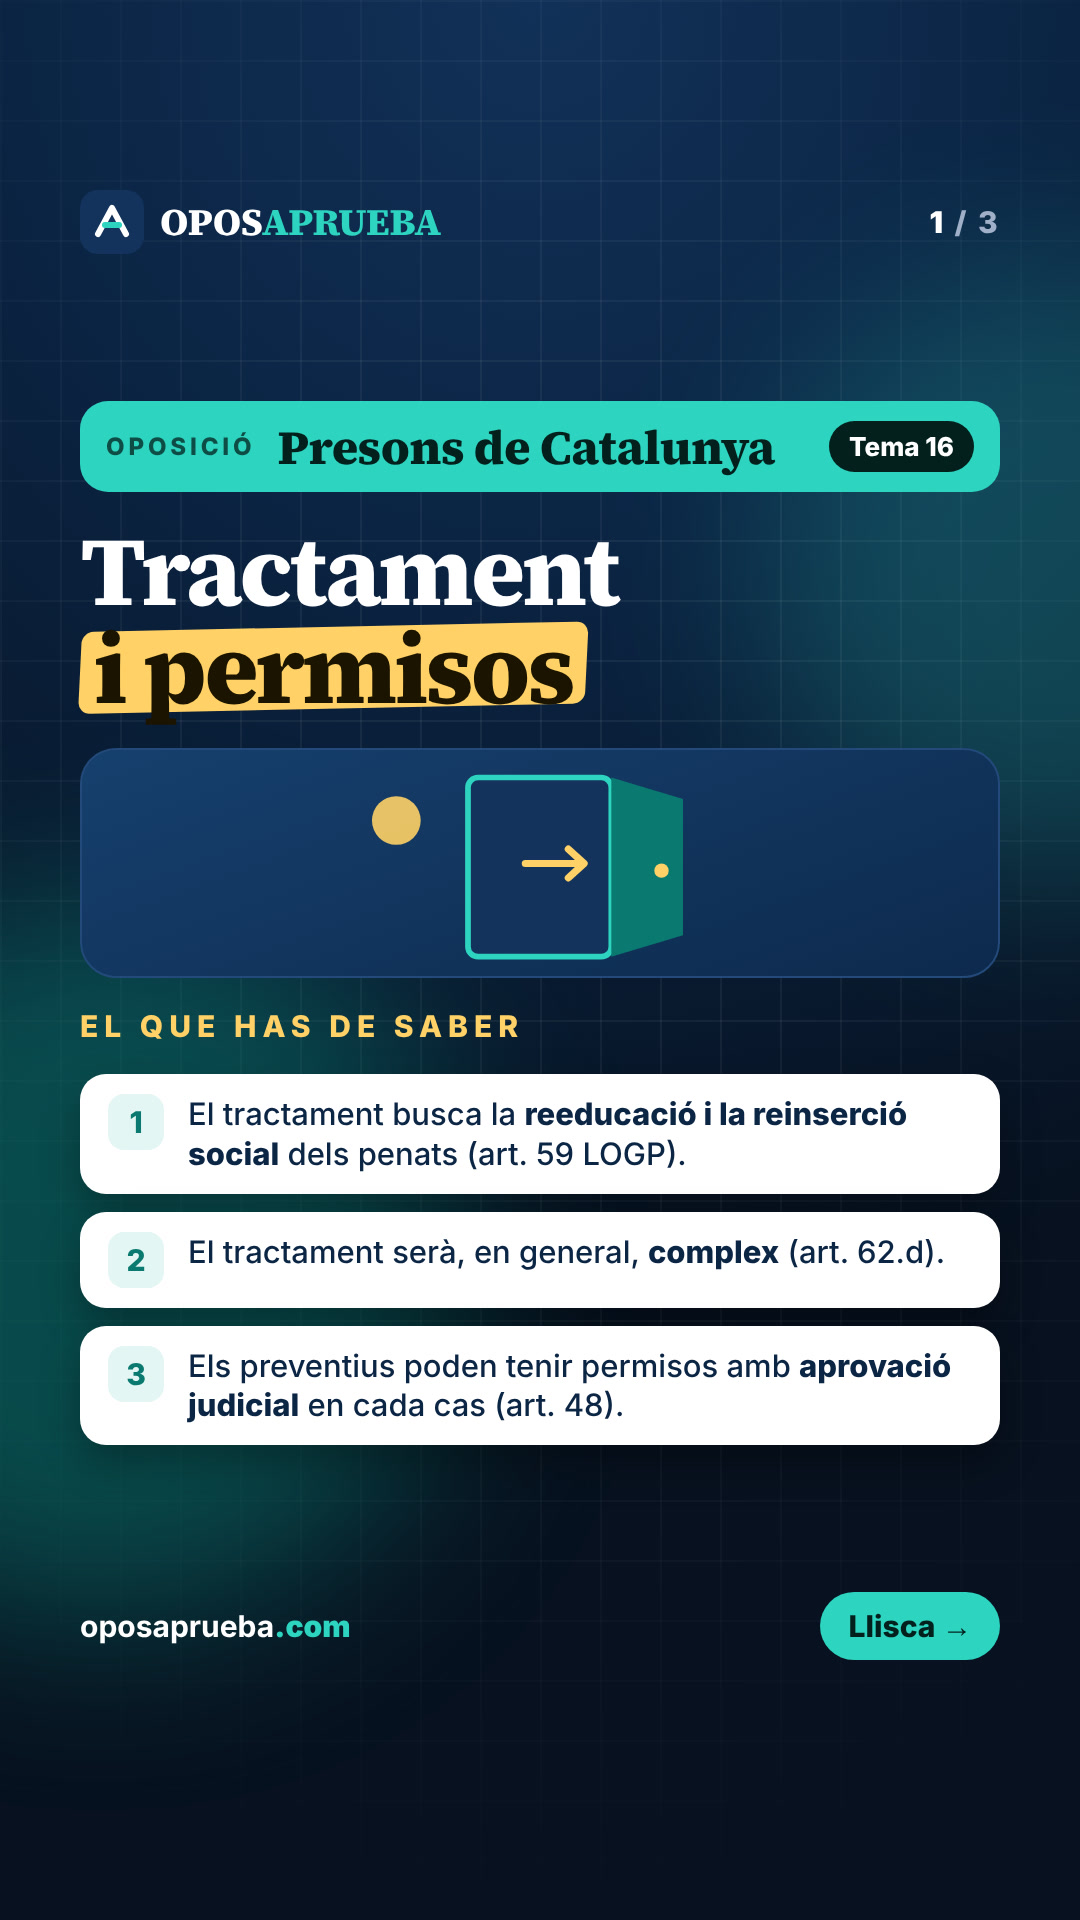 OPOSAPRUEBA
1 / 3
OPOSICIÓ Presons de Catalunya Tema 16
Tractament
i permisos
EL QUE HAS DE SABER
1 El tractament busca la reeducació i la reinserció
social dels penats (art. 59 LOGP).
2 El tractament serà, en general, complex (art. 62.d).
3 Els preventius poden tenir permisos amb aprovació
judicial en cada cas (art. 48).
oposaprueba.com
Llisca →